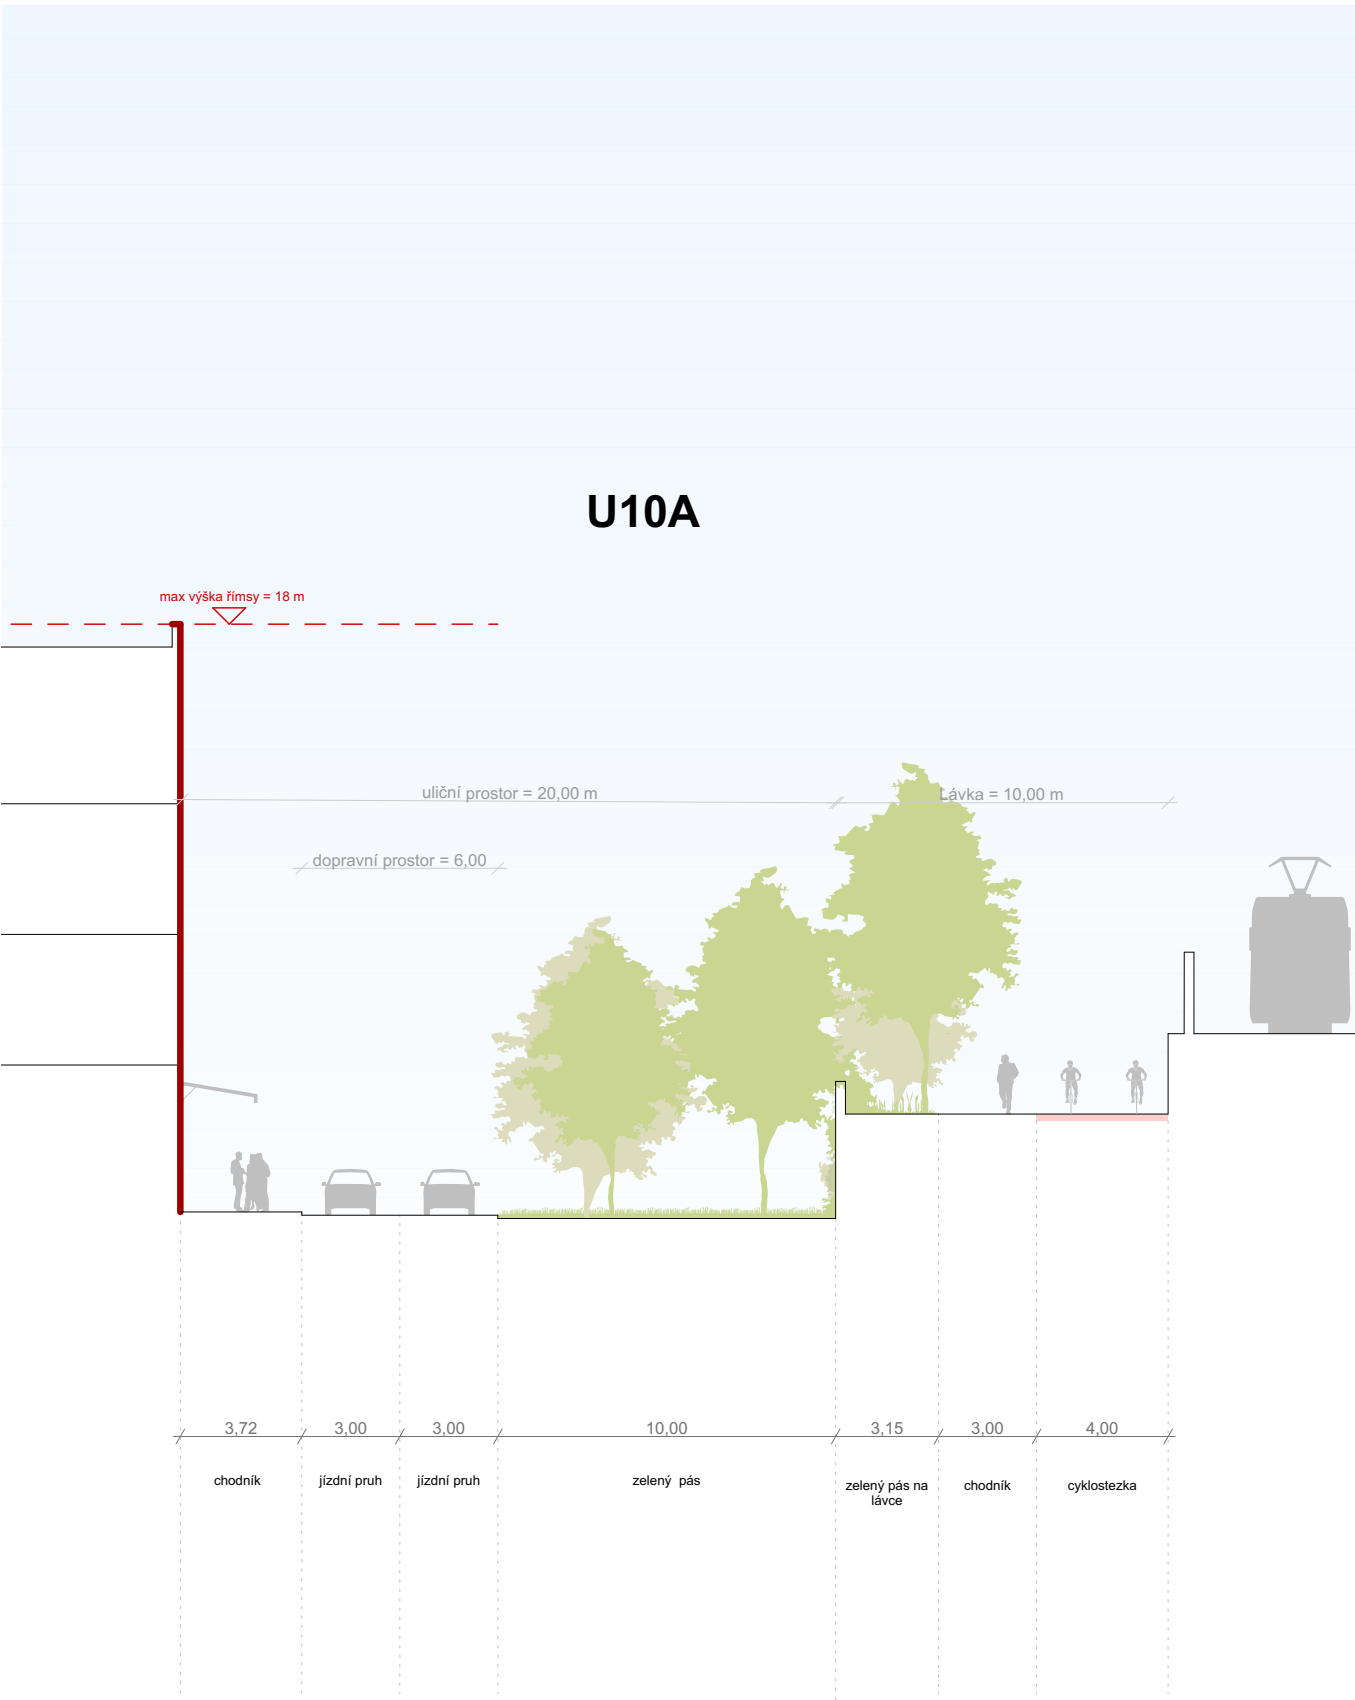 U10A
max výška římsy = 18 m
uliční prostor = 20,00 m
Lávka = 10,00 m
dopravní prostor = 6,00
3,72
3,00
3,00
10,00
3,15
3,00
4,00
chodník
jízdní pruh
jízdní pruh
zelený pás
zelený pás na
lávce
chodník
cyklostezka